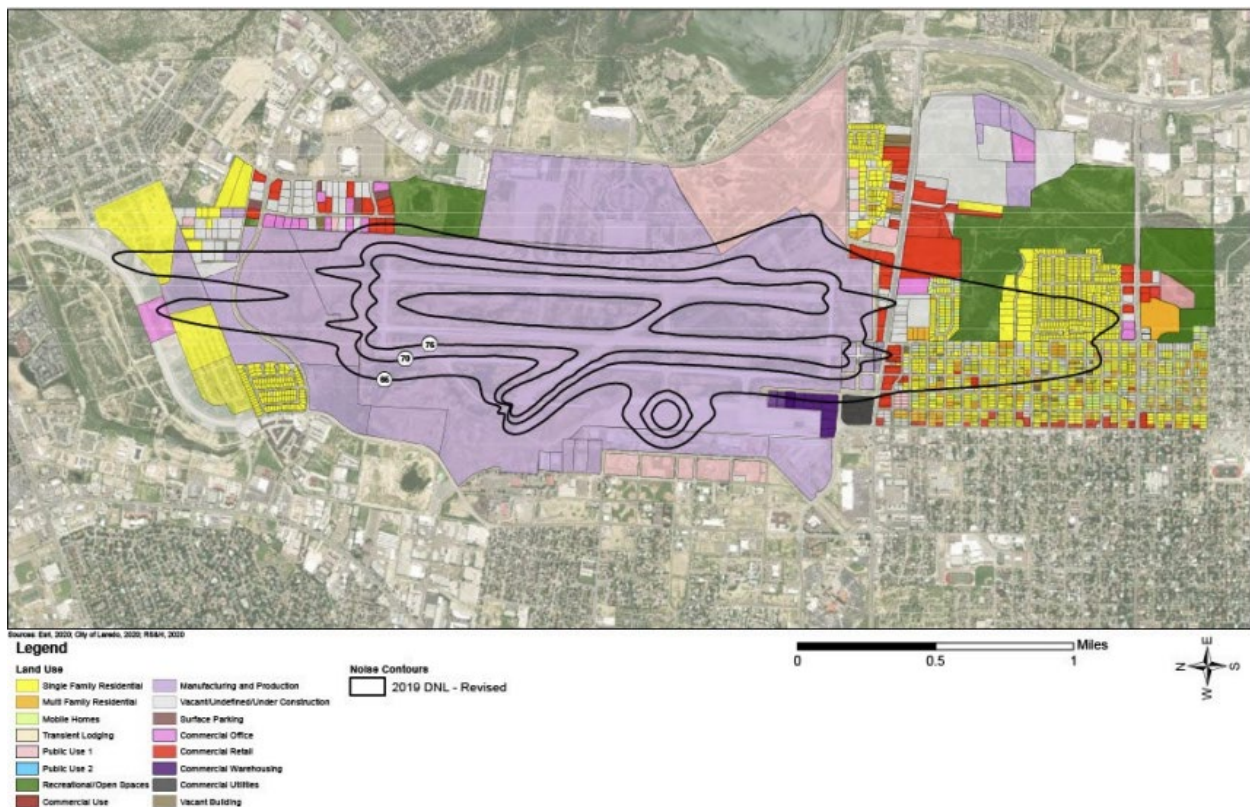 76
70
66
Sources: Esri, 2020; City of Laredo, 2020; RS&H, 2020
Legend
Land Use
Single Family Residential
Multi Family Residential
Mobile Homes
Transient Lodging
Public Use 1
Public Use 2
Recreational/Open Spaces
Commercial Use
Manufacturing and Production
Vacant/Undefined/Under Construction
Surface Parking
Commercial Office
Commercial Retail
Commercial Warehousing
Commercial Utilities
Vacant Building
Noise Contours
2019 DNL - Revised
Miles
0 0.5 1
E
N S
W